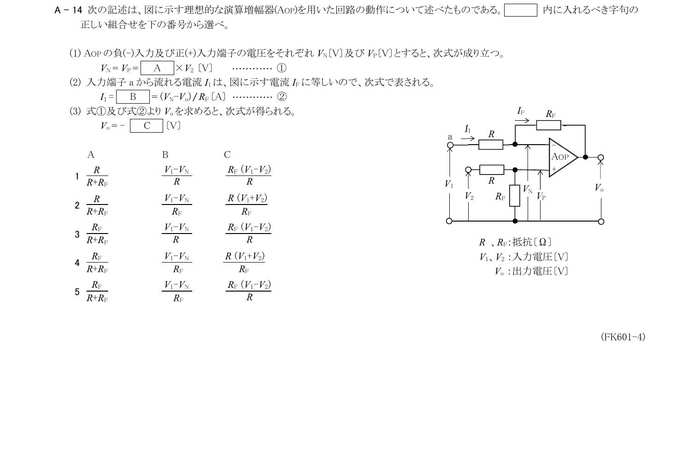 A－14 次の記述は、図に示す理想的な演算増幅器(AOP)を用いた回路の動作について述べたものである。 内に入れるべき字句の
正しい組合せを下の番号から選べ。
(1) AOPの負(-)入力及び正(+)入力端子の電圧をそれぞれ VN[V]及び VP[V]とすると、次式が成り立つ。
VN = VP = A ×V2 [V] ………… ①
(2) 入力端子 a から流れる電流 I1 は、図に示す電流 IF に等しいので、次式で表される。
I1 = B = (VN-Vo)/RF [A] ………… ②
(3) 式①及び式②より Vo を求めると、次式が得られる。
Vo = - C [V]
A B C
1 R/(R+RF) (V1-VN)/R RF (V1-V2)/R
2 R/(R+RF) (V1-VN)/RF R (V1+V2)/RF
3 RF/(R+RF) (V1-VN)/R RF (V1-V2)/R
4 RF/(R+RF) (V1-VN)/RF R (V1+V2)/RF
5 RF/(R+RF) (V1-VN)/RF RF (V1-V2)/R
IF RF
I1
a R
- AOP
+
R
V1 V2 RF VN VP Vo
R 、RF:抵抗[Ω]
V1、V2 :入力電圧[V]
Vo :出力電圧[V]
(FK601-4)